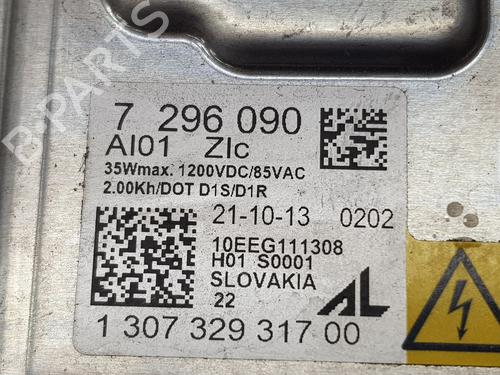 7 296 090
AI01 ZIc
35Wmax. 1200VDC/85VAC
2.00Kh/DOT D1S/D1R
21-10-13 0202
10EEG111308
H01 S0001
SLOVAKIA
22 AL
1 307 329 317 00
B-PARTS